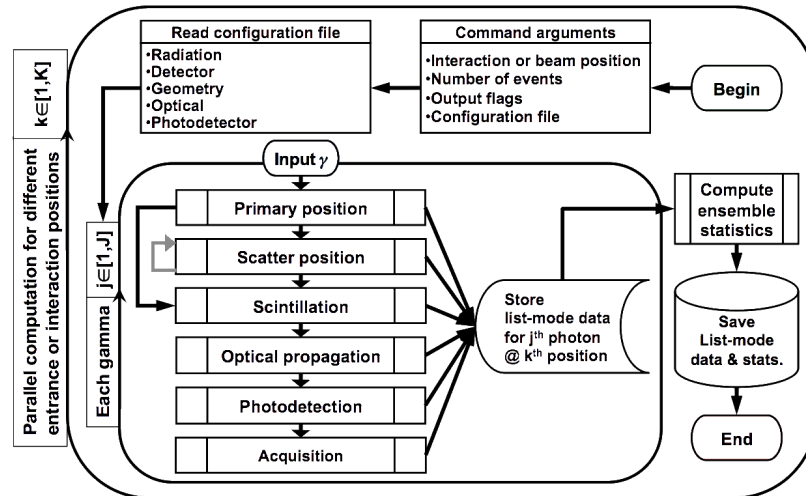 Read configuration file
•Radiation
•Detector
•Geometry
•Optical
•Photodetector
Command arguments
•Interaction or beam position
•Number of events
•Output flags
•Configuration file
Begin
Parallel computation for different
entrance or interaction positions
k∈[1,K]
Each gamma
j∈[1,J]
Input γ
Primary position
Scatter position
Scintillation
Optical propagation
Photodetection
Acquisition
Store
list-mode data
for jth photon
@ kth position
Compute
ensemble
statistics
Save
List-mode
data & stats.
End